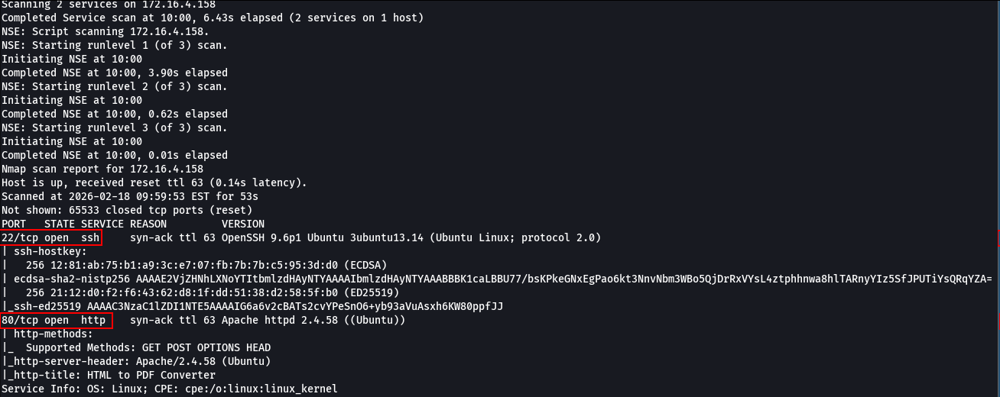 Scanning 2 services on 172.16.4.158
Completed Service scan at 10:00, 6.43s elapsed (2 services on 1 host)
NSE: Script scanning 172.16.4.158.
NSE: Starting runlevel 1 (of 3) scan.
Initiating NSE at 10:00
Completed NSE at 10:00, 3.90s elapsed
NSE: Starting runlevel 2 (of 3) scan.
Initiating NSE at 10:00
Completed NSE at 10:00, 0.62s elapsed
NSE: Starting runlevel 3 (of 3) scan.
Initiating NSE at 10:00
Completed NSE at 10:00, 0.01s elapsed
Nmap scan report for 172.16.4.158
Host is up, received reset ttl 63 (0.14s latency).
Scanned at 2026-02-18 09:59:53 EST for 53s
Not shown: 65533 closed tcp ports (reset)
PORT   STATE SERVICE REASON         VERSION
22/tcp open  ssh     syn-ack ttl 63 OpenSSH 9.6p1 Ubuntu 3ubuntu13.14 (Ubuntu Linux; protocol 2.0)
| ssh-hostkey:
|   256 12:81:ab:75:b1:a9:3c:e7:07:fb:7b:7b:c5:95:3d:d0 (ECDSA)
| ecdsa-sha2-nistp256 AAAAE2VjZHNhLXNoYTItbmlzdHAyNTYAAAAIbmlzdHAyNTYAAABBBK1caLBBU77/bsKPkeGNxEgPao6kt3NnvNbm3WBo5QjDrRxVYsL4ztphhnwa8hlTARnyYIz5SfJPUTiYsQRqYZA=
|   256 21:12:d0:f2:f6:43:62:d8:1f:dd:51:38:d2:58:5f:b0 (ED25519)
|_ssh-ed25519 AAAAC3NzaC1lZDI1NTE5AAAAIG6a6v2cBATs2cvYPeSnO6+yb93aVuAsxh6KW80ppfJJ
80/tcp open  http    syn-ack ttl 63 Apache httpd 2.4.58 ((Ubuntu))
| http-methods:
|_  Supported Methods: GET POST OPTIONS HEAD
|_http-server-header: Apache/2.4.58 (Ubuntu)
|_http-title: HTML to PDF Converter
Service Info: OS: Linux; CPE: cpe:/o:linux:linux_kernel